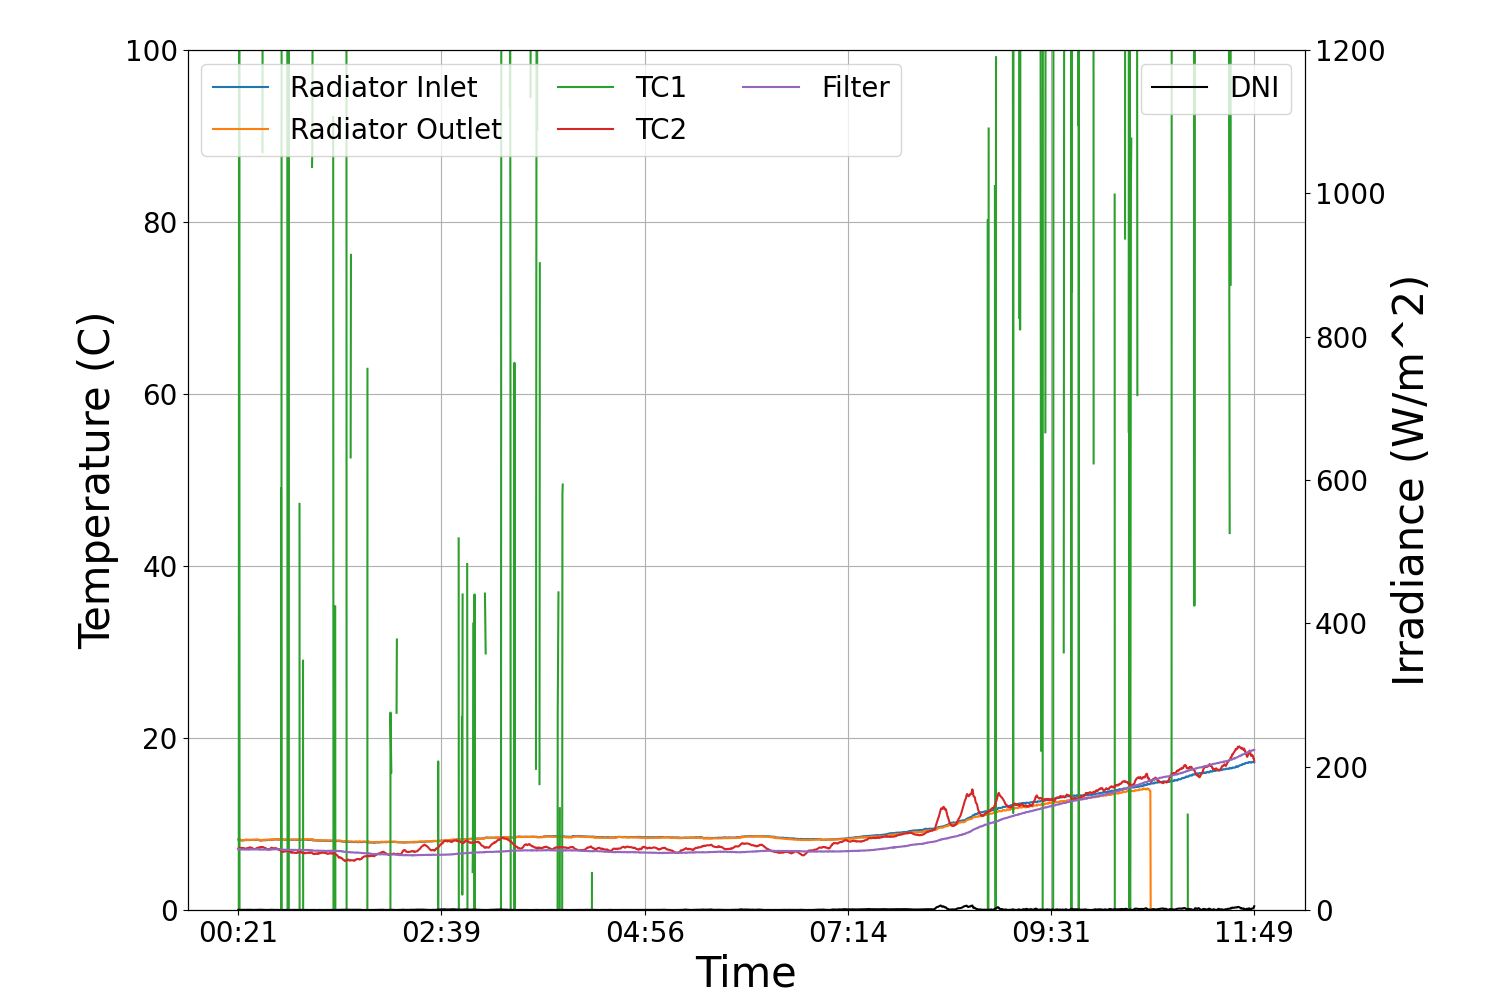 100
80
60
40
20
0
Temperature (C)
Radiator Inlet
Radiator Outlet
TC1
TC2
Filter
DNI
1200
1000
800
600
400
200
0
Irradiance (W/m^2)
00:21
02:39
04:56
07:14
09:31
11:49
Time